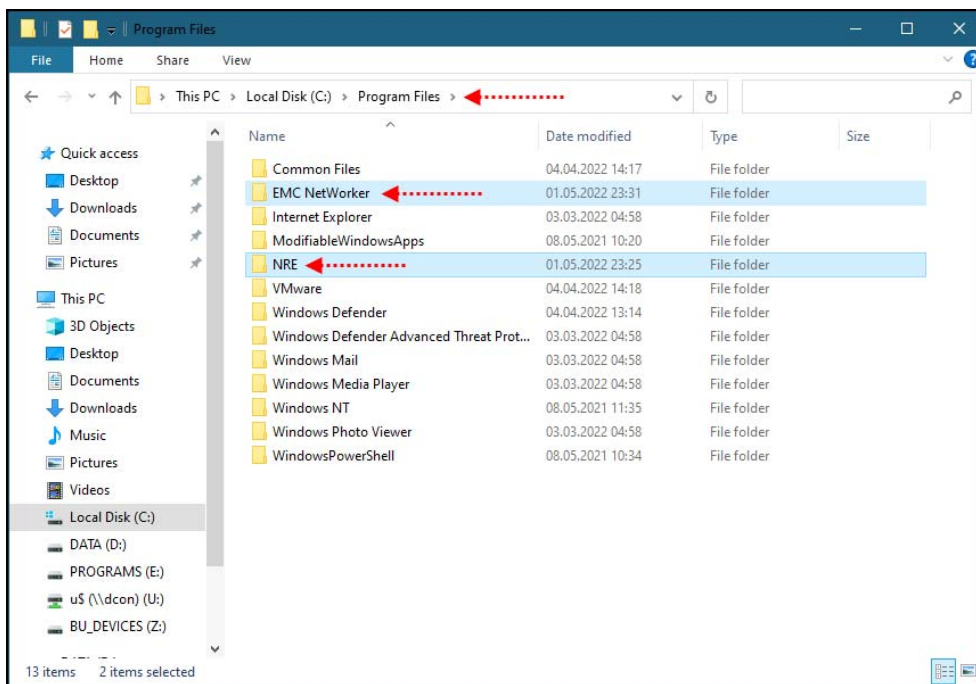 Program Files
File Home Share View
This PC > Local Disk (C:) > Program Files >
Name Date modified Type Size
Quick access
Desktop
Downloads
Documents
Pictures
This PC
3D Objects
Desktop
Documents
Downloads
Music
Pictures
Videos
Local Disk (C:)
DATA (D:)
PROGRAMS (E:)
u$ (\\dcon) (U:)
BU_DEVICES (Z:)
Common Files 04.04.2022 14:17 File folder
EMC NetWorker 01.05.2022 23:31 File folder
Internet Explorer 03.03.2022 04:58 File folder
ModifiableWindowsApps 08.05.2021 10:20 File folder
NRE 01.05.2022 23:25 File folder
VMware 04.04.2022 14:18 File folder
Windows Defender 04.04.2022 13:14 File folder
Windows Defender Advanced Threat Prot... 03.03.2022 04:58 File folder
Windows Mail 03.03.2022 04:58 File folder
Windows Media Player 03.03.2022 04:58 File folder
Windows NT 08.05.2021 11:35 File folder
Windows Photo Viewer 03.03.2022 04:58 File folder
WindowsPowerShell 08.05.2021 10:34 File folder
13 items 2 items selected